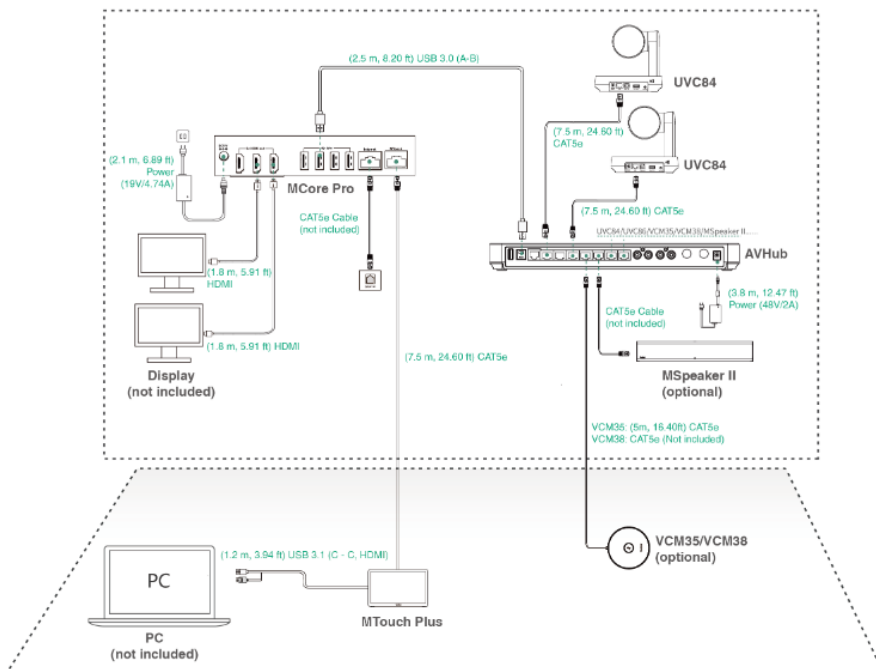 (2.5 m, 8.20 ft) USB 3.0 (A-B)
UVC84
(7.5 m, 24.60 ft)
CAT5e
UVC84
(2.1 m, 6.89 ft)
Power
(19V/4.74A)
MCore Pro
(7.5 m, 24.60 ft) CAT5e
CAT5e Cable
(not included)
UVC84/UVC86/VCM35/VCM38/MSpeaker II......
AVHub
(1.8 m, 5.91 ft)
HDMI
(3.8 m, 12.47 ft)
Power (48V/2A)
CAT5e Cable
(not included)
(1.8 m, 5.91 ft) HDMI
(7.5 m, 24.60 ft) CAT5e
Display
(not included)
MSpeaker II
(optional)
VCM35: (5m, 16.40ft) CAT5e
VCM38: CAT5e (Not included)
(1.2 m, 3.94 ft) USB 3.1 (C - C, HDMI)
VCM35/VCM38
(optional)
PC
MTouch Plus
PC
(not included)